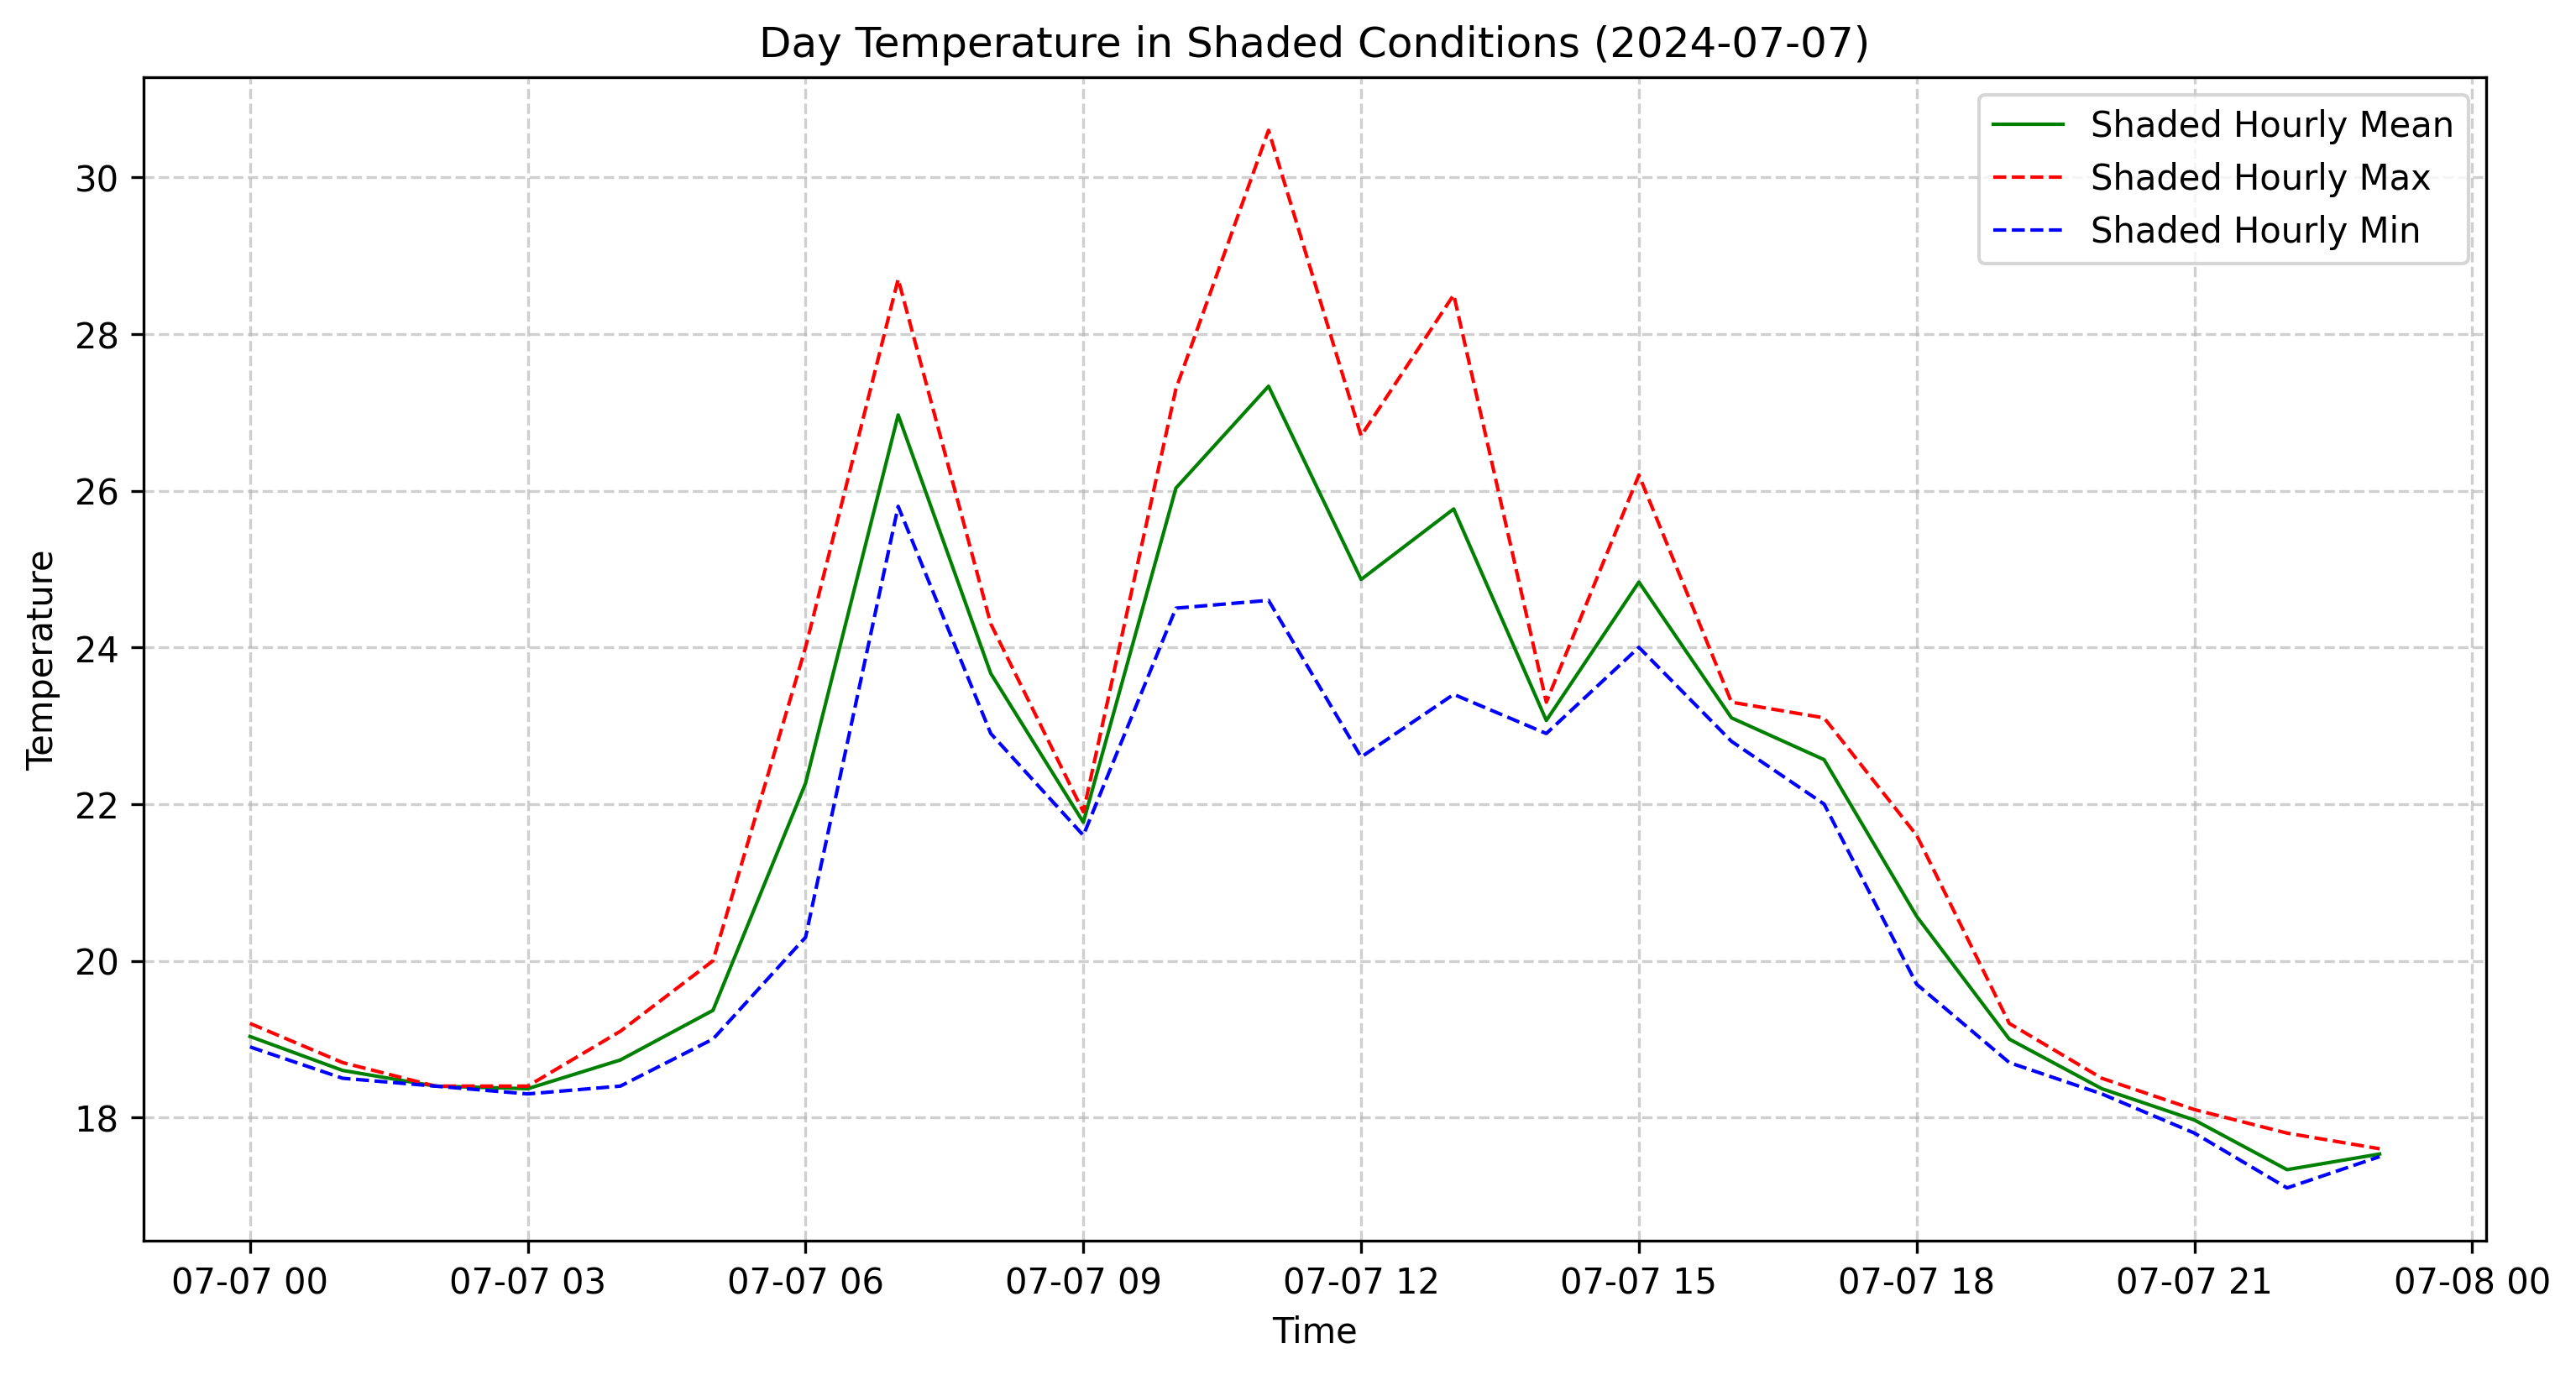 Day Temperature in Shaded Conditions (2024-07-07)
Shaded Hourly Mean
Shaded Hourly Max
Shaded Hourly Min
30
28
26
24
22
20
18
Temperature
07-07 00 07-07 03 07-07 06 07-07 09 07-07 12 07-07 15 07-07 18 07-07 21 07-08 00
Time